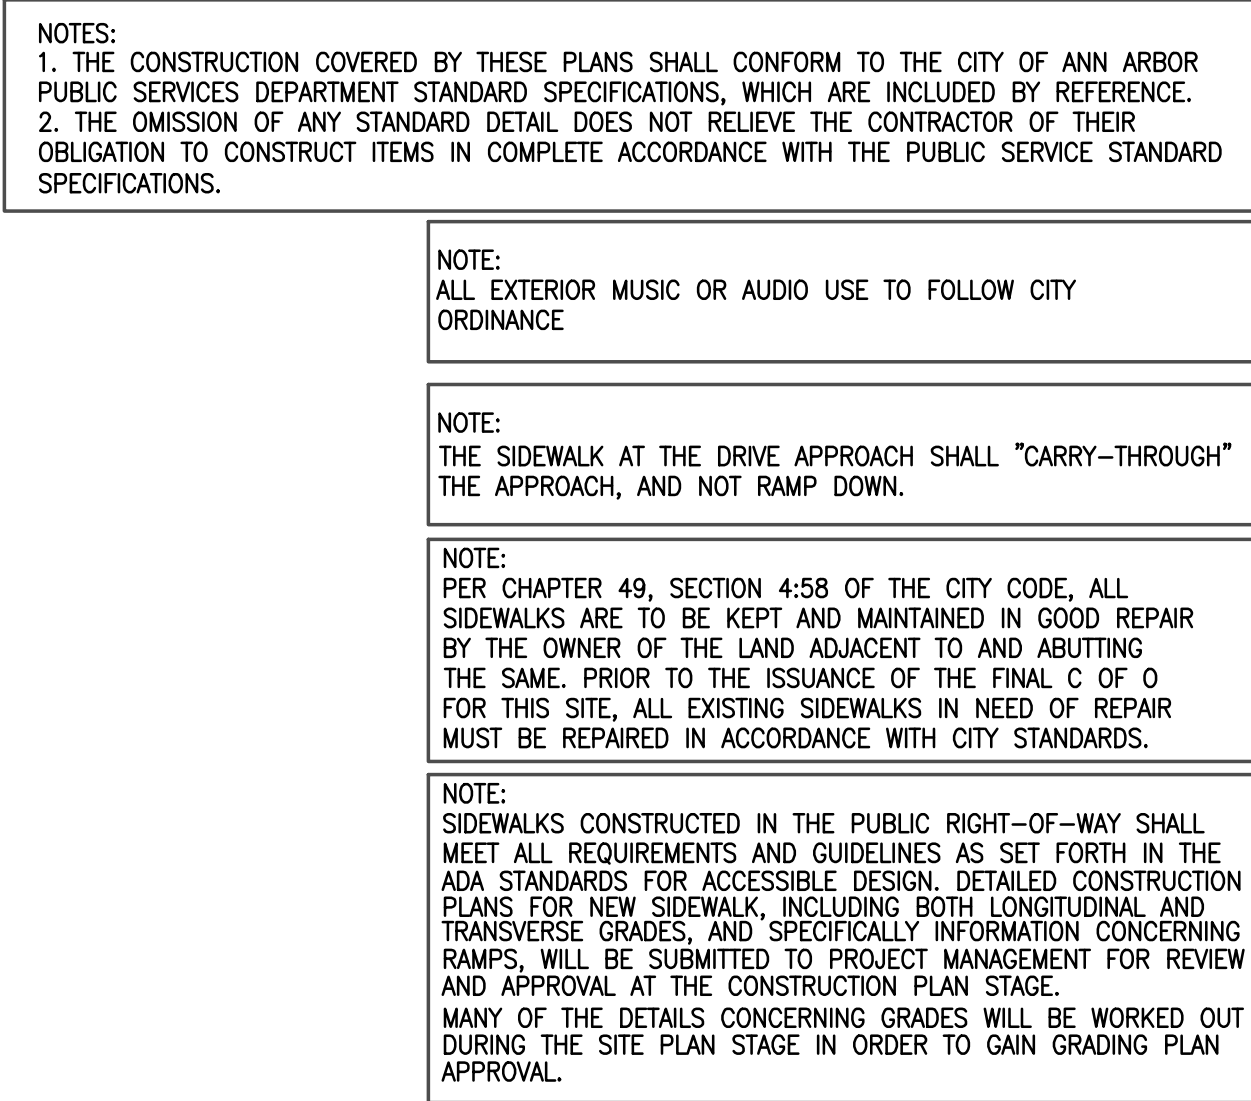 NOTES:
1. THE CONSTRUCTION COVERED BY THESE PLANS SHALL CONFORM TO THE CITY OF ANN ARBOR
PUBLIC SERVICES DEPARTMENT STANDARD SPECIFICATIONS, WHICH ARE INCLUDED BY REFERENCE.
2. THE OMISSION OF ANY STANDARD DETAIL DOES NOT RELIEVE THE CONTRACTOR OF THEIR
OBLIGATION TO CONSTRUCT ITEMS IN COMPLETE ACCORDANCE WITH THE PUBLIC SERVICE STANDARD
SPECIFICATIONS.
NOTE:
ALL EXTERIOR MUSIC OR AUDIO USE TO FOLLOW CITY
ORDINANCE
NOTE:
THE SIDEWALK AT THE DRIVE APPROACH SHALL "CARRY–THROUGH"
THE APPROACH, AND NOT RAMP DOWN.
NOTE:
PER CHAPTER 49, SECTION 4:58 OF THE CITY CODE, ALL
SIDEWALKS ARE TO BE KEPT AND MAINTAINED IN GOOD REPAIR
BY THE OWNER OF THE LAND ADJACENT TO AND ABUTTING
THE SAME. PRIOR TO THE ISSUANCE OF THE FINAL C OF O
FOR THIS SITE, ALL EXISTING SIDEWALKS IN NEED OF REPAIR
MUST BE REPAIRED IN ACCORDANCE WITH CITY STANDARDS.
NOTE:
SIDEWALKS CONSTRUCTED IN THE PUBLIC RIGHT–OF–WAY SHALL
MEET ALL REQUIREMENTS AND GUIDELINES AS SET FORTH IN THE
ADA STANDARDS FOR ACCESSIBLE DESIGN. DETAILED CONSTRUCTION
PLANS FOR NEW SIDEWALK, INCLUDING BOTH LONGITUDINAL AND
TRANSVERSE GRADES, AND SPECIFICALLY INFORMATION CONCERNING
RAMPS, WILL BE SUBMITTED TO PROJECT MANAGEMENT FOR REVIEW
AND APPROVAL AT THE CONSTRUCTION PLAN STAGE.
MANY OF THE DETAILS CONCERNING GRADES WILL BE WORKED OUT
DURING THE SITE PLAN STAGE IN ORDER TO GAIN GRADING PLAN
APPROVAL.